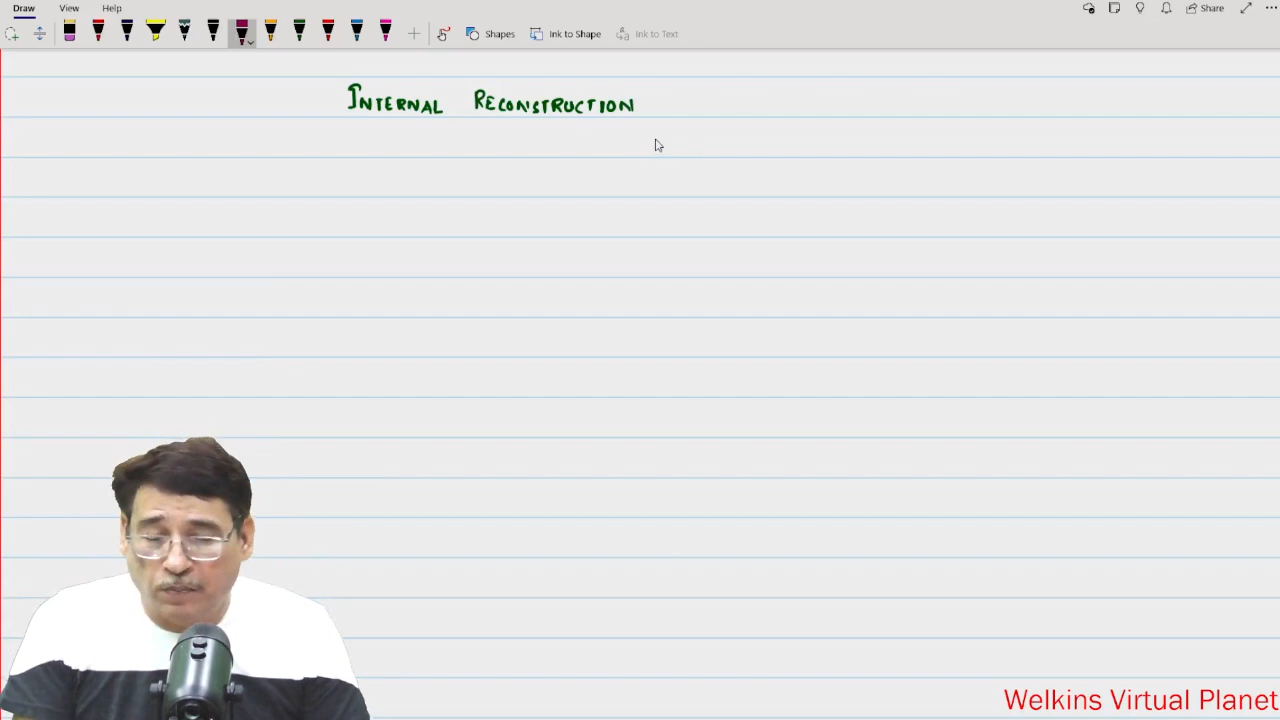 Draw View Help Share
Shapes Ink to Shape Ink to Text
INTERNAL RECONSTRUCTION
Welkins Virtual Planet